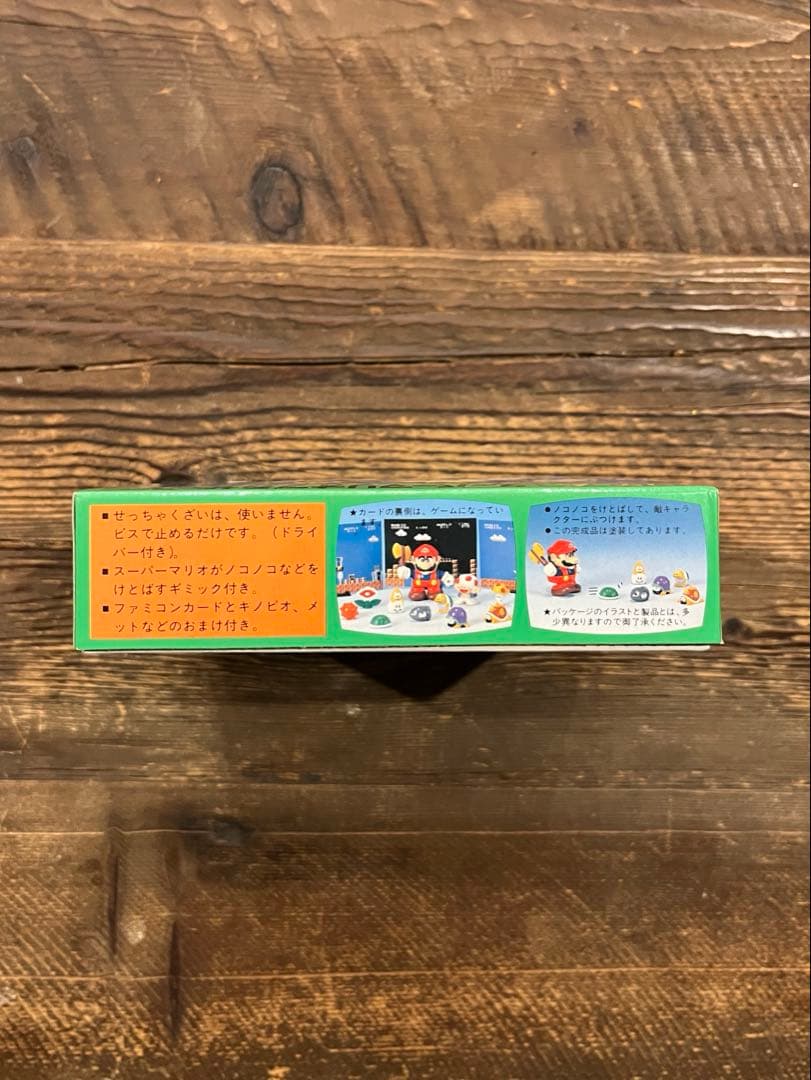 ■ せっちゃくざいは、使いません。
ビスで止めるだけです。(ドライ
バー付き)。
■ スーパーマリオがノコノコなどを
けとばすギミック付き。
■ ファミコンカードとキノピオ、メ
ットなどのおまけ付き。
★カードの裏側は、ゲームになってい
ます。
● ノコノコをけとばして、敵キャラ
クターにぶつけます。
● この完成品は塗装してあります。
★パッケージのイラストと製品とは、多
少異なりますので御了承ください。